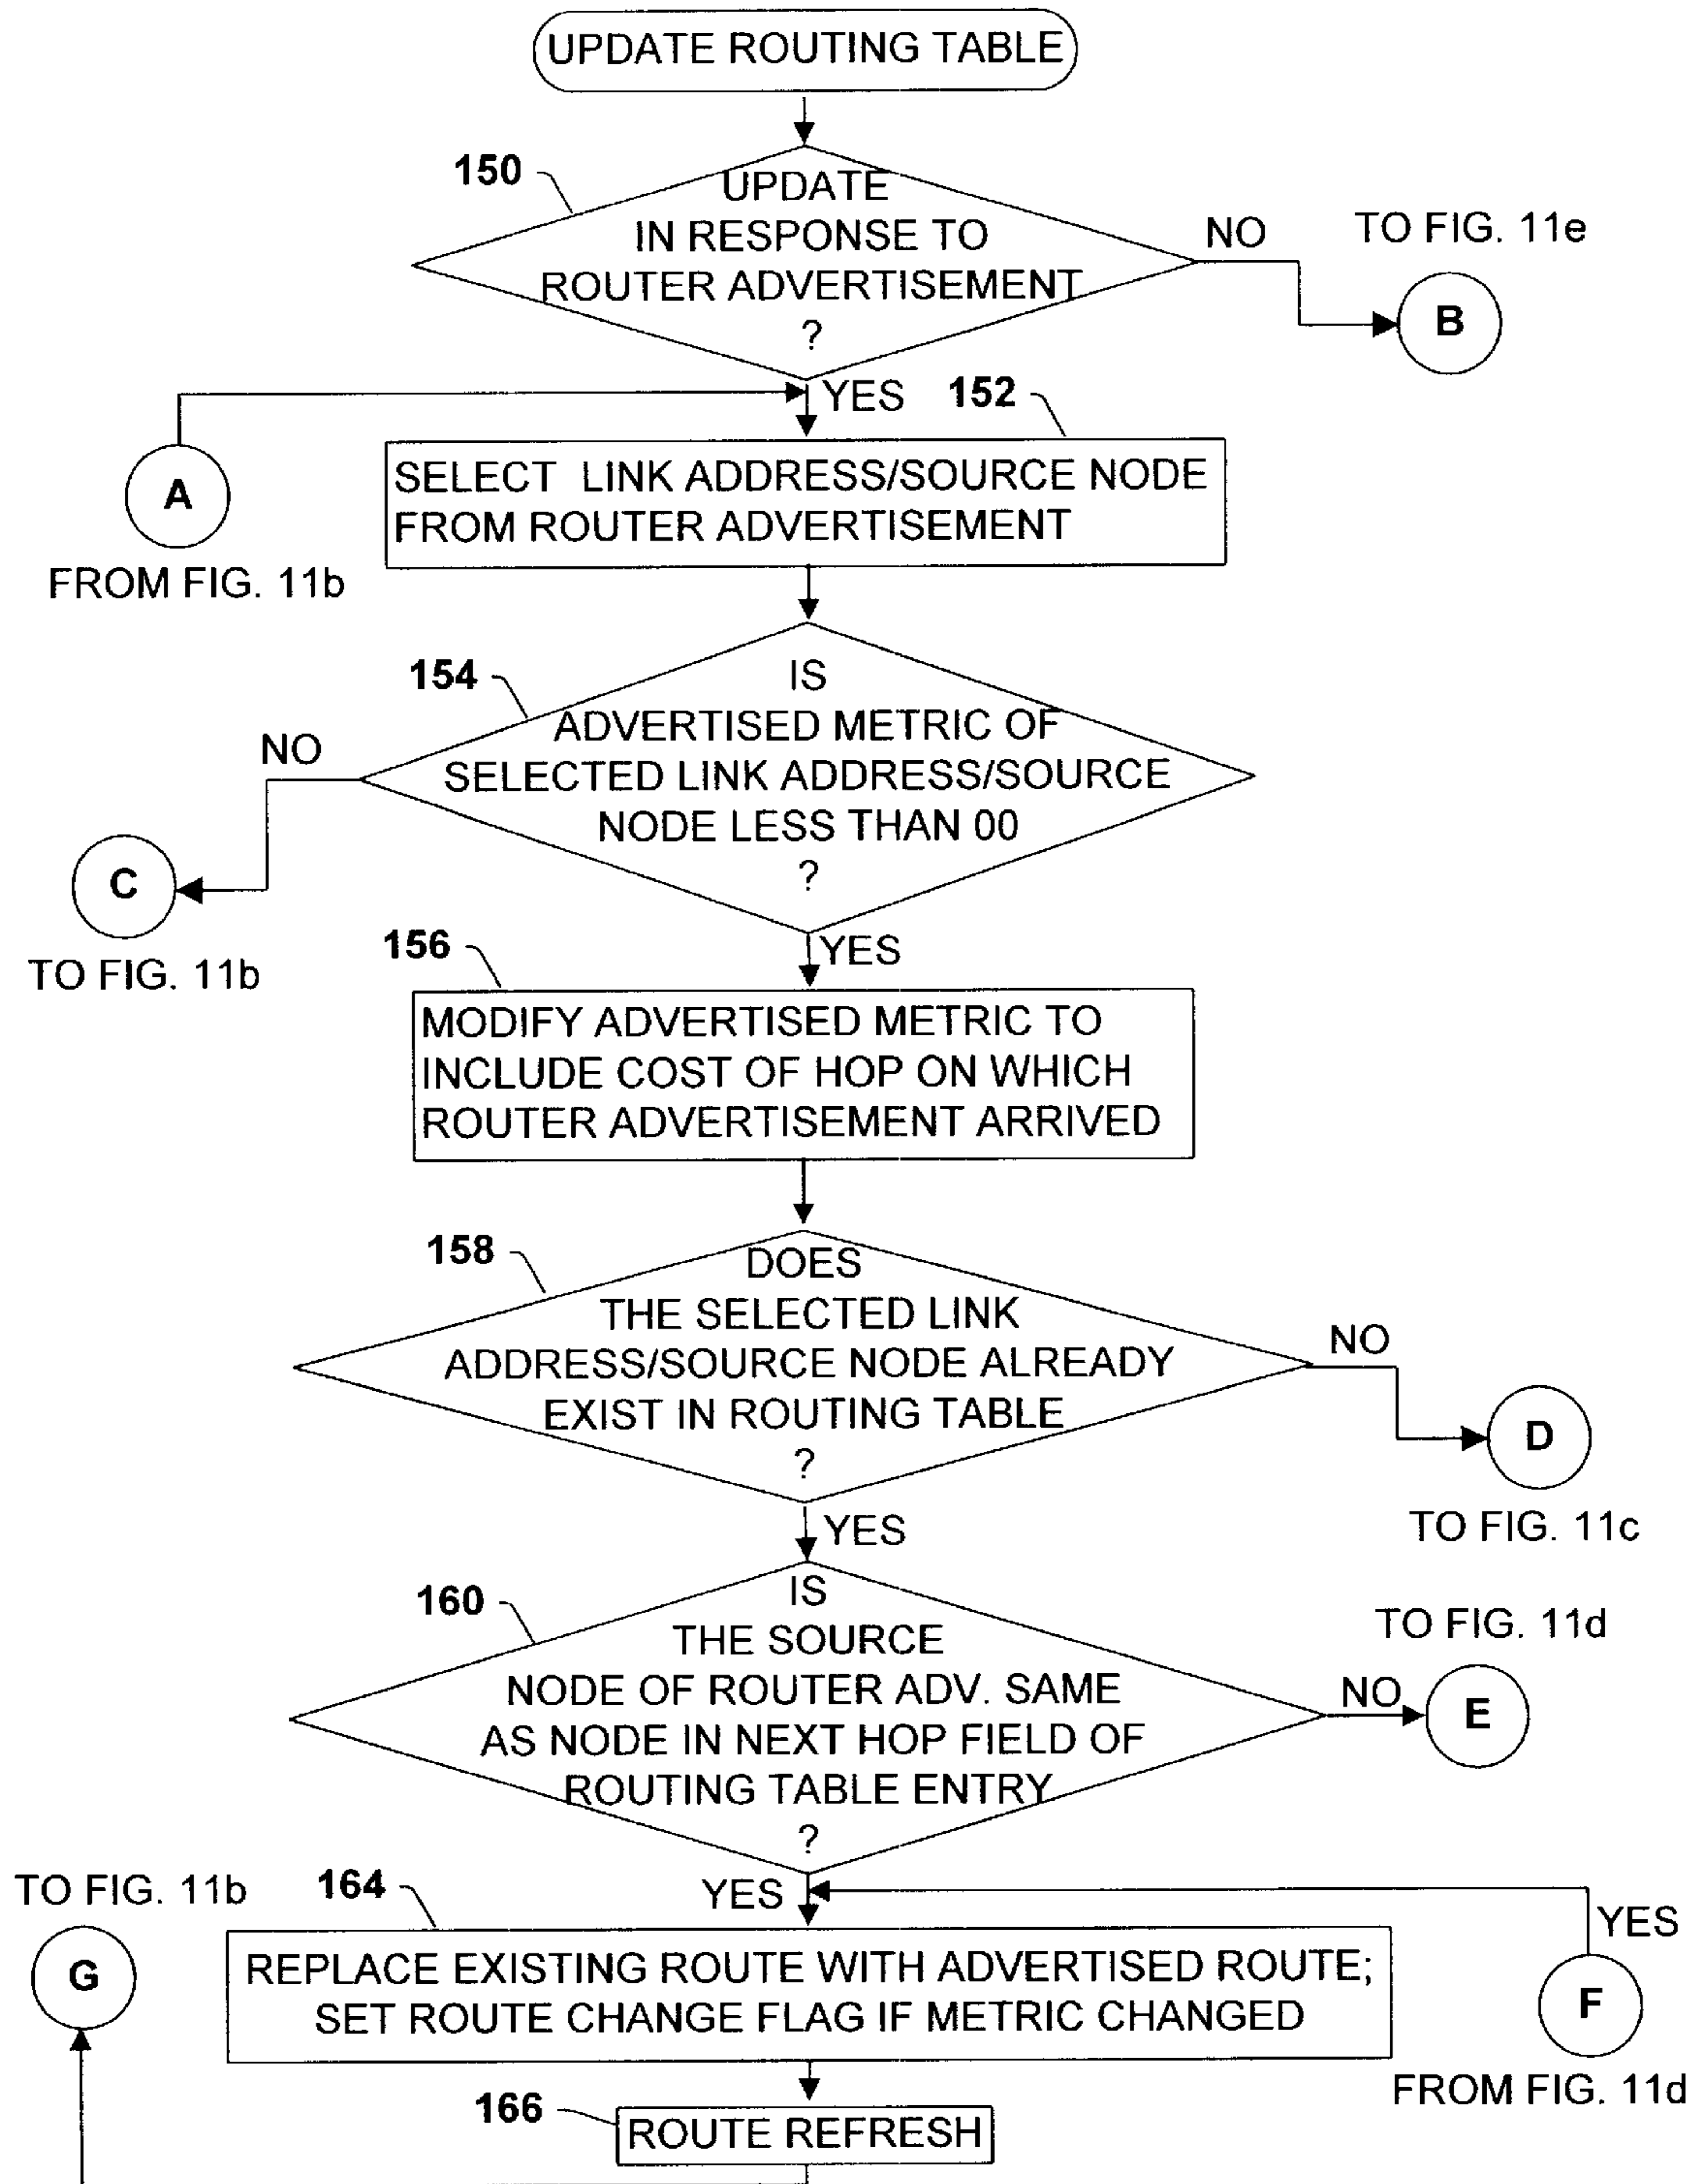 UPDATE ROUTING TABLE
150
UPDATE
IN RESPONSE TO
ROUTER ADVERTISEMENT
?
NO
TO FIG. 11e
B
YES
152
A
FROM FIG. 11b
SELECT LINK ADDRESS/SOURCE NODE
FROM ROUTER ADVERTISEMENT
154
IS
ADVERTISED METRIC OF
SELECTED LINK ADDRESS/SOURCE
NODE LESS THAN 00
?
NO
C
TO FIG. 11b
YES
156
MODIFY ADVERTISED METRIC TO
INCLUDE COST OF HOP ON WHICH
ROUTER ADVERTISEMENT ARRIVED
158
DOES
THE SELECTED LINK
ADDRESS/SOURCE NODE ALREADY
EXIST IN ROUTING TABLE
?
NO
D
TO FIG. 11c
YES
160
IS
THE SOURCE
NODE OF ROUTER ADV. SAME
AS NODE IN NEXT HOP FIELD OF
ROUTING TABLE ENTRY
?
TO FIG. 11d
NO
E
YES
TO FIG. 11b
G
164
REPLACE EXISTING ROUTE WITH ADVERTISED ROUTE;
SET ROUTE CHANGE FLAG IF METRIC CHANGED
YES
F
FROM FIG. 11d
166
ROUTE REFRESH